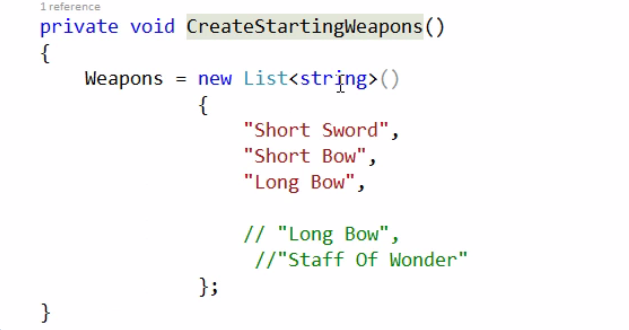 1 reference
private void CreateStartingWeapons()
{
Weapons = new List<string>()
{
"Short Sword",
"Short Bow",
"Long Bow",
// "Long Bow",
//"Staff Of Wonder"
};
}